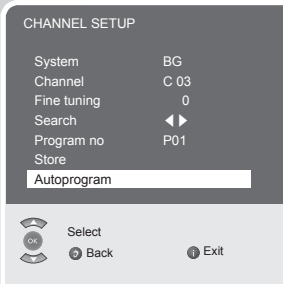 CHANNEL SETUP
System BG
Channel C 03
Fine tuning 0
Search
Program no P01
Store
Autoprogram
OK
Select
Back
i Exit